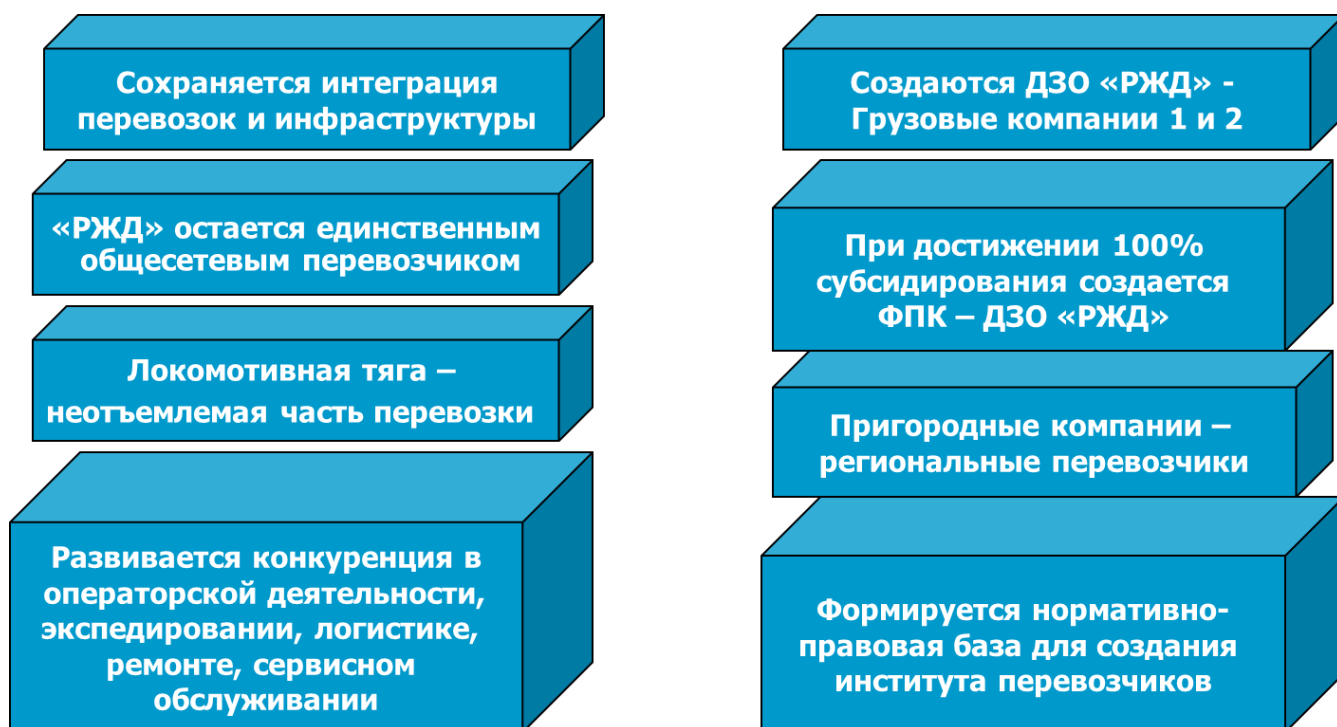 Сохраняется интеграция
перевозок и инфраструктуры
«РЖД» остается единственным
общесетевым перевозчиком
Локомотивная тяга –
неотъемлемая часть перевозки
Развивается конкуренция в
операторской деятельности,
экспедировании, логистике,
ремонте, сервисном
обслуживании
Создаются ДЗО «РЖД» -
Грузовые компании 1 и 2
При достижении 100%
субсидирования создается
ФПК – ДЗО «РЖД»
Пригородные компании –
региональные перевозчики
Формируется нормативно-
правовая база для создания
института перевозчиков